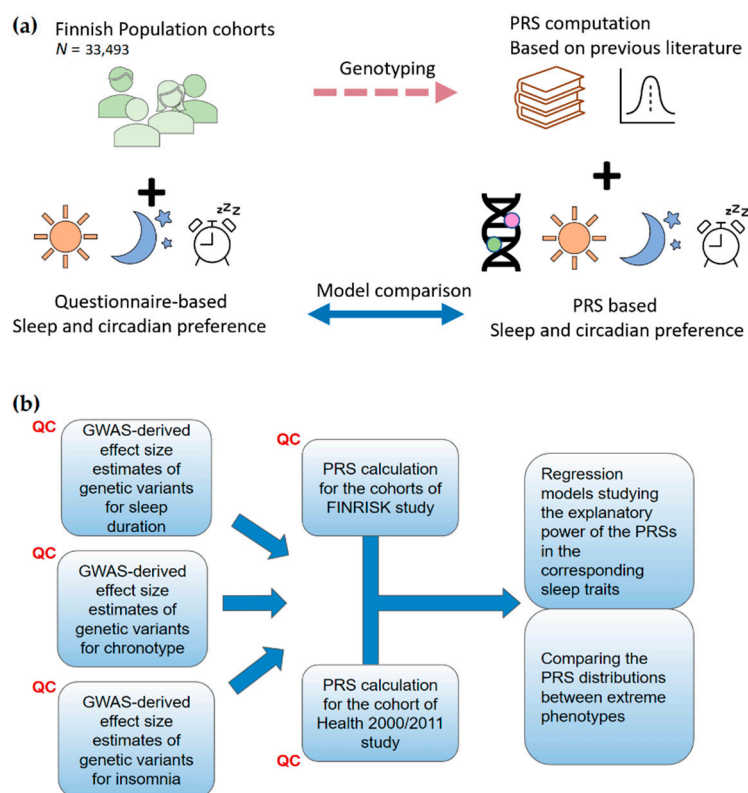 (a)
Finnish Population cohorts
N = 33,493
Genotyping
PRS computation
Based on previous literature
zZZ
zZZ
Questionnaire-based
Sleep and circadian preference
Model comparison
PRS based
Sleep and circadian preference
(b)
QC
GWAS-derived
effect size
estimates of
genetic variants
for sleep
duration
QC
GWAS-derived
effect size
estimates of
genetic variants
for chronotype
QC
GWAS-derived
effect size
estimates of
genetic variants
for insomnia
QC
PRS calculation
for the cohorts of
FINRISK study
PRS calculation
for the cohort of
Health 2000/2011
study
QC
Regression
models studying
the explanatory
power of the PRSs
in the
corresponding
sleep traits
Comparing the
PRS distributions
between extreme
phenotypes